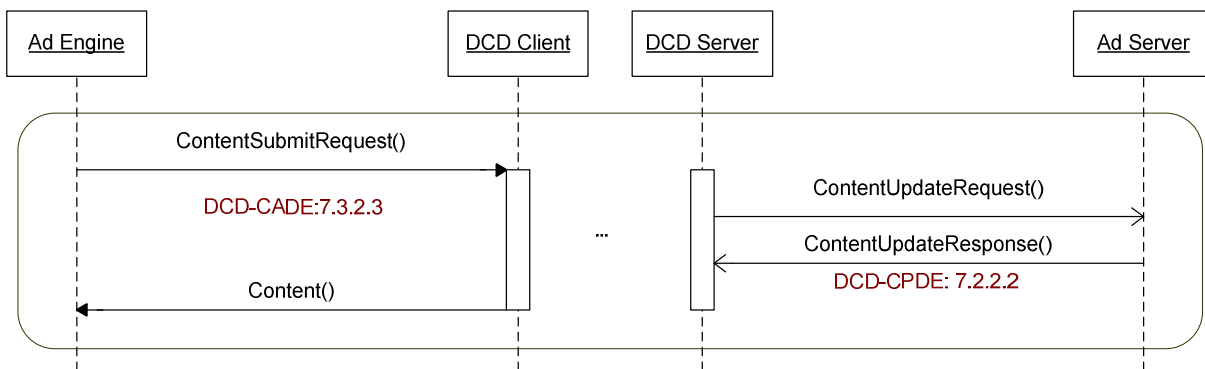 Ad Engine
DCD Client
DCD Server
Ad Server
ContentSubmitRequest()
DCD-CADE:7.3.2.3
ContentUpdateRequest()
...
ContentUpdateResponse()
DCD-CPDE: 7.2.2.2
Content()